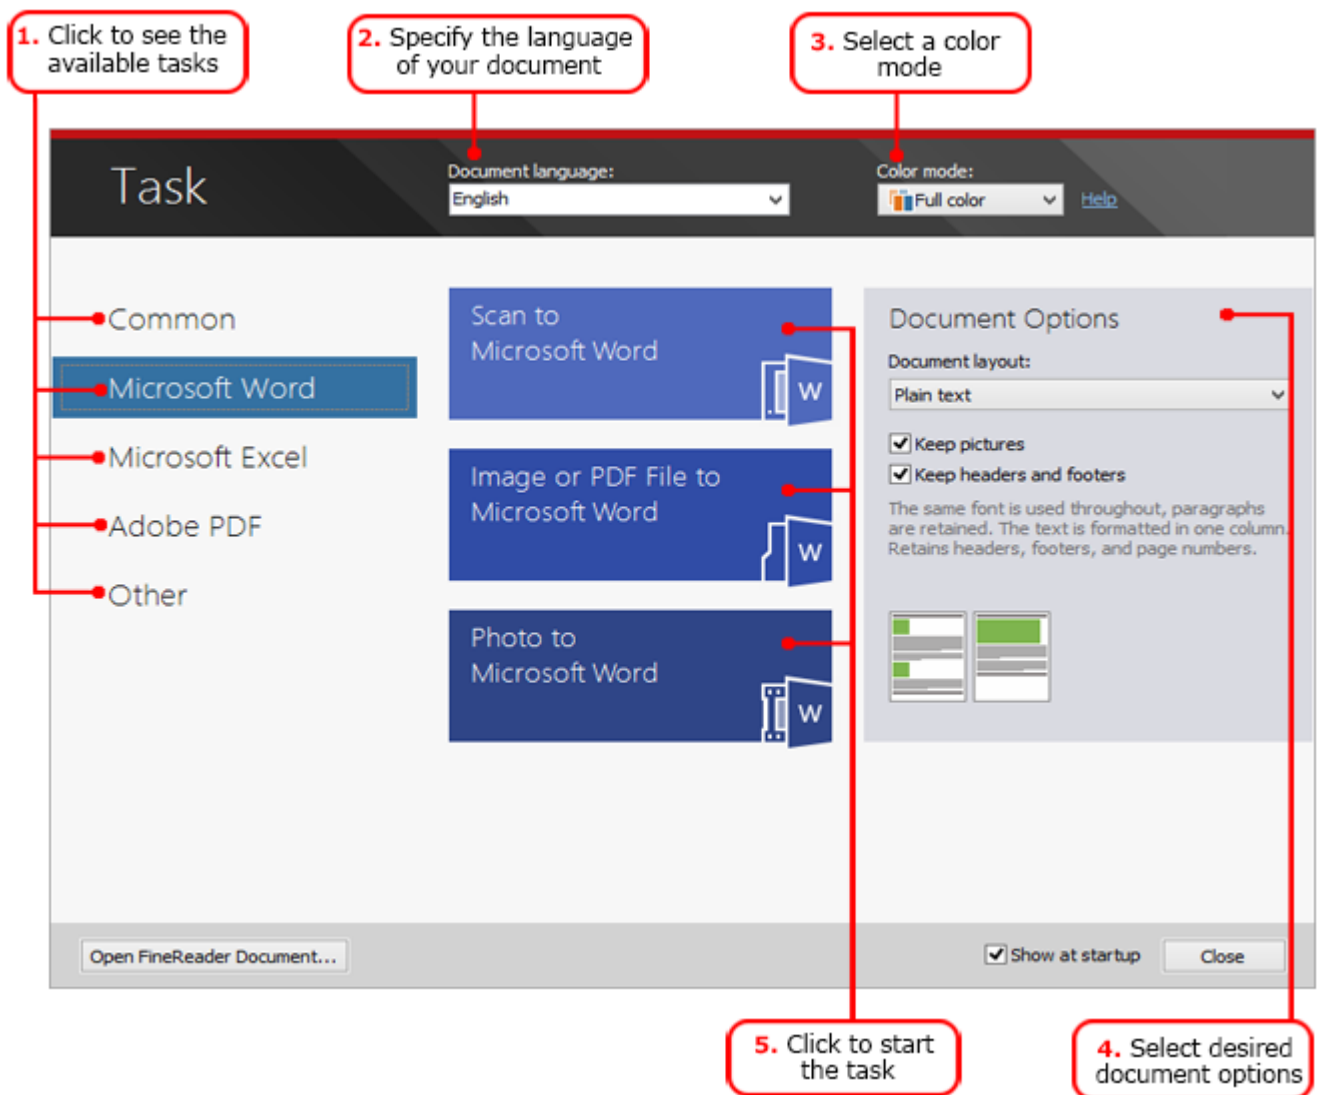 1. Click to see the
available tasks
2. Specify the language
of your document
3. Select a color
mode
Task
Document language:
English
Color mode:
Full color
Help
Common
Microsoft Word
Microsoft Excel
Adobe PDF
Other
Scan to
Microsoft Word
W
Image or PDF File to
Microsoft Word
W
Photo to
Microsoft Word
W
Document Options
Document layout:
Plain text
Keep pictures
Keep headers and footers
The same font is used throughout, paragraphs
are retained. The text is formatted in one column.
Retains headers, footers, and page numbers.
Open FineReader Document...
Show at startup
Close
5. Click to start
the task
4. Select desired
document options